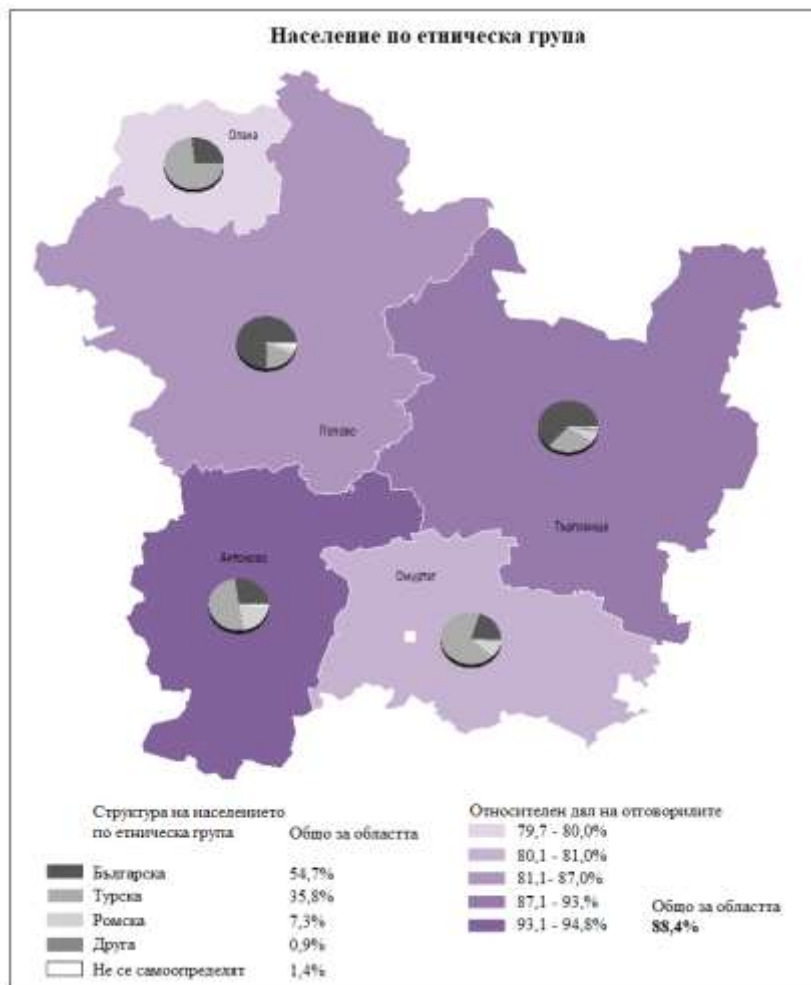 Население по етническа група
Опака
Попово
Търговище
Антоново
Омуртаг
Структура на населението
по етническа група
Общо за областта
Българска 54,7%
Турска 35,8%
Ромска 7,3%
Друга 0,9%
Не се самоопределят 1,4%
Относителен дял на отговорилите
79,7 - 80,0%
80,1 - 81,0%
81,1- 87,0%
87,1 - 93,%
93,1 - 94,8%
Общо за областта
88,4%